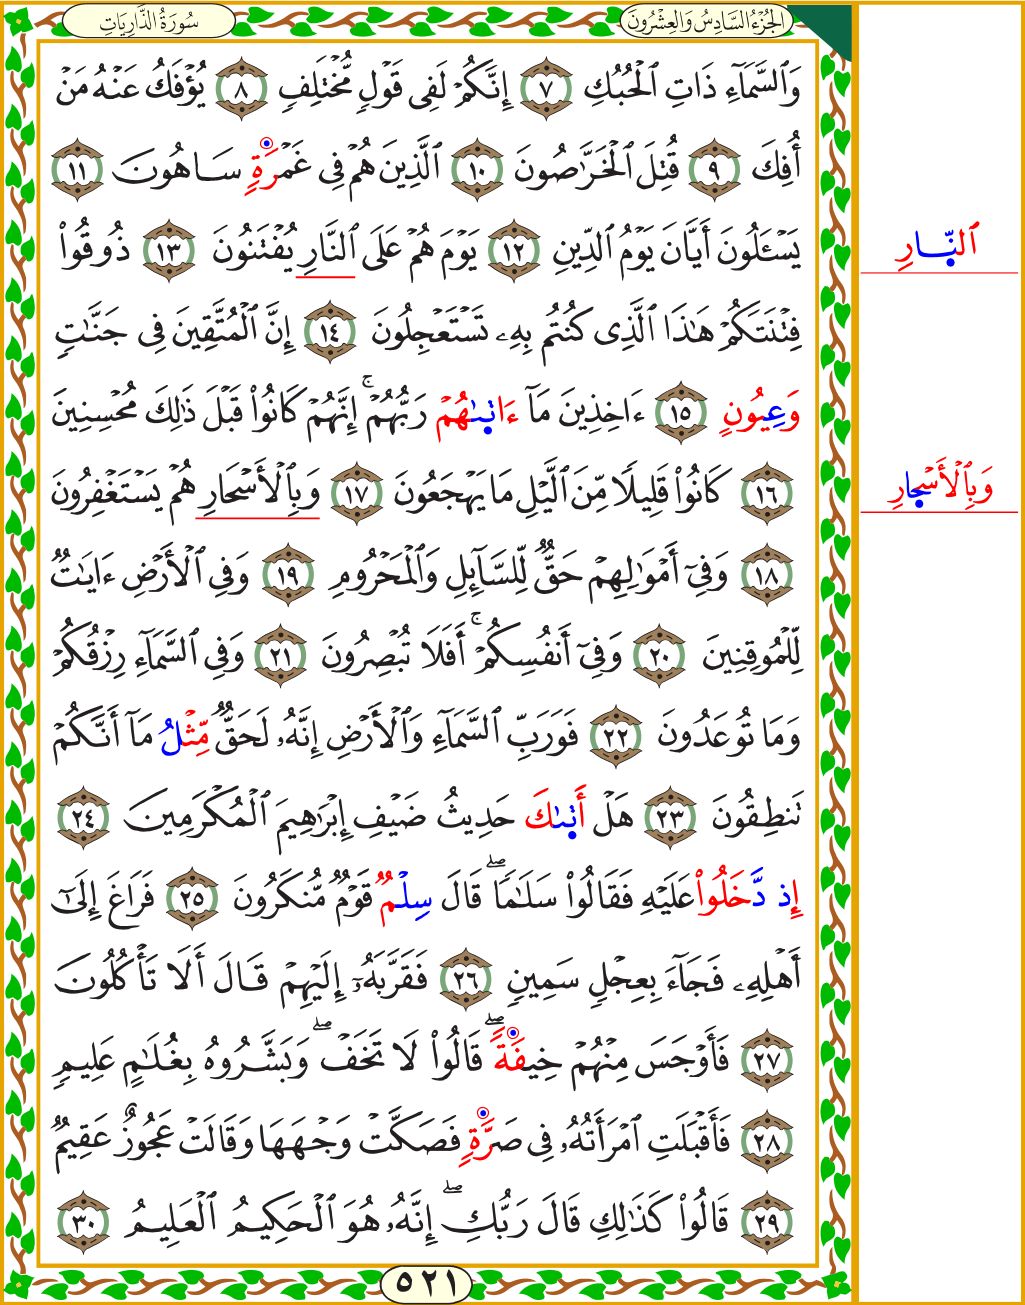 الجُزْءُ السَّادِسُ وَالعِشْرُونَ
سُورَةُ الذَّارِيَاتِ
وَٱلسَّمَآءِ ذَاتِ ٱلْحُبُكِ ٧ إِنَّكُمْ لَفِى قَوْلٍ مُّخْتَلِفٍ ٨ يُؤْفَكُ عَنْهُ مَنْ
أُفِكَ ٩ قُتِلَ ٱلْخَرَّٰصُونَ ١٠ ٱلَّذِينَ هُمْ فِى غَمْرَةٍ سَاهُونَ ١١
يَسْـَٔلُونَ أَيَّانَ يَوْمُ ٱلدِّينِ ١٢ يَوْمَ هُمْ عَلَى ٱلنَّارِ يُفْتَنُونَ ١٣ ذُوقُوا۟
ٱلنَّارِ
فِتْنَتَكُمْ هَٰذَا ٱلَّذِى كُنتُم بِهِۦ تَسْتَعْجِلُونَ ١٤ إِنَّ ٱلْمُتَّقِينَ فِى جَنَّٰتٍ
وَعِيُونٍ ١٥ ءَاخِذِينَ مَآ ءَاتَىٰهُمْ رَبُّهُمْ ۚ إِنَّهُمْ كَانُوا۟ قَبْلَ ذَٰلِكَ مُحْسِنِينَ
١٦ كَانُوا۟ قَلِيلًا مِّنَ ٱلَّيْلِ مَا يَهْجَعُونَ ١٧ وَبِٱلْأَسْحَارِ هُمْ يَسْتَغْفِرُونَ
وَبِٱلْأَسْحَارِ
١٨ وَفِىٓ أَمْوَٰلِهِمْ حَقٌّ لِّلسَّآئِلِ وَٱلْمَحْرُومِ ١٩ وَفِى ٱلْأَرْضِ ءَايَٰتٌ
لِّلْمُوقِنِينَ ٢٠ وَفِىٓ أَنفُسِكُمْ ۚ أَفَلَا تُبْصِرُونَ ٢١ وَفِى ٱلسَّمَآءِ رِزْقُكُمْ
وَمَا تُوعَدُونَ ٢٢ فَوَرَبِّ ٱلسَّمَآءِ وَٱلْأَرْضِ إِنَّهُۥ لَحَقٌّ مِّثْلُ مَآ أَنَّكُمْ
تَنطِقُونَ ٢٣ هَلْ أَتَىٰكَ حَدِيثُ ضَيْفِ إِبْرَٰهِيمَ ٱلْمُكْرَمِينَ ٢٤
إِذ دَّخَلُوا۟ عَلَيْهِ فَقَالُوا۟ سَلَٰمًا ۖ قَالَ سِلْمٌ قَوْمٌ مُّنكَرُونَ ٢٥ فَرَاغَ إِلَىٰٓ
أَهْلِهِۦ فَجَآءَ بِعِجْلٍ سَمِينٍ ٢٦ فَقَرَّبَهُۥٓ إِلَيْهِمْ قَالَ أَلَا تَأْكُلُونَ
٢٧ فَأَوْجَسَ مِنْهُمْ خِيفَةً ۖ قَالُوا۟ لَا تَخَفْ ۖ وَبَشَّرُوهُ بِغُلَٰمٍ عَلِيمٍ
٢٨ فَأَقْبَلَتِ ٱمْرَأَتُهُۥ فِى صَرَّةٍ فَصَكَّتْ وَجْهَهَا وَقَالَتْ عَجُوزٌ عَقِيمٌ
٢٩ قَالُوا۟ كَذَٰلِكِ قَالَ رَبُّكِ ۖ إِنَّهُۥ هُوَ ٱلْحَكِيمُ ٱلْعَلِيمُ ٣٠
٥٢١